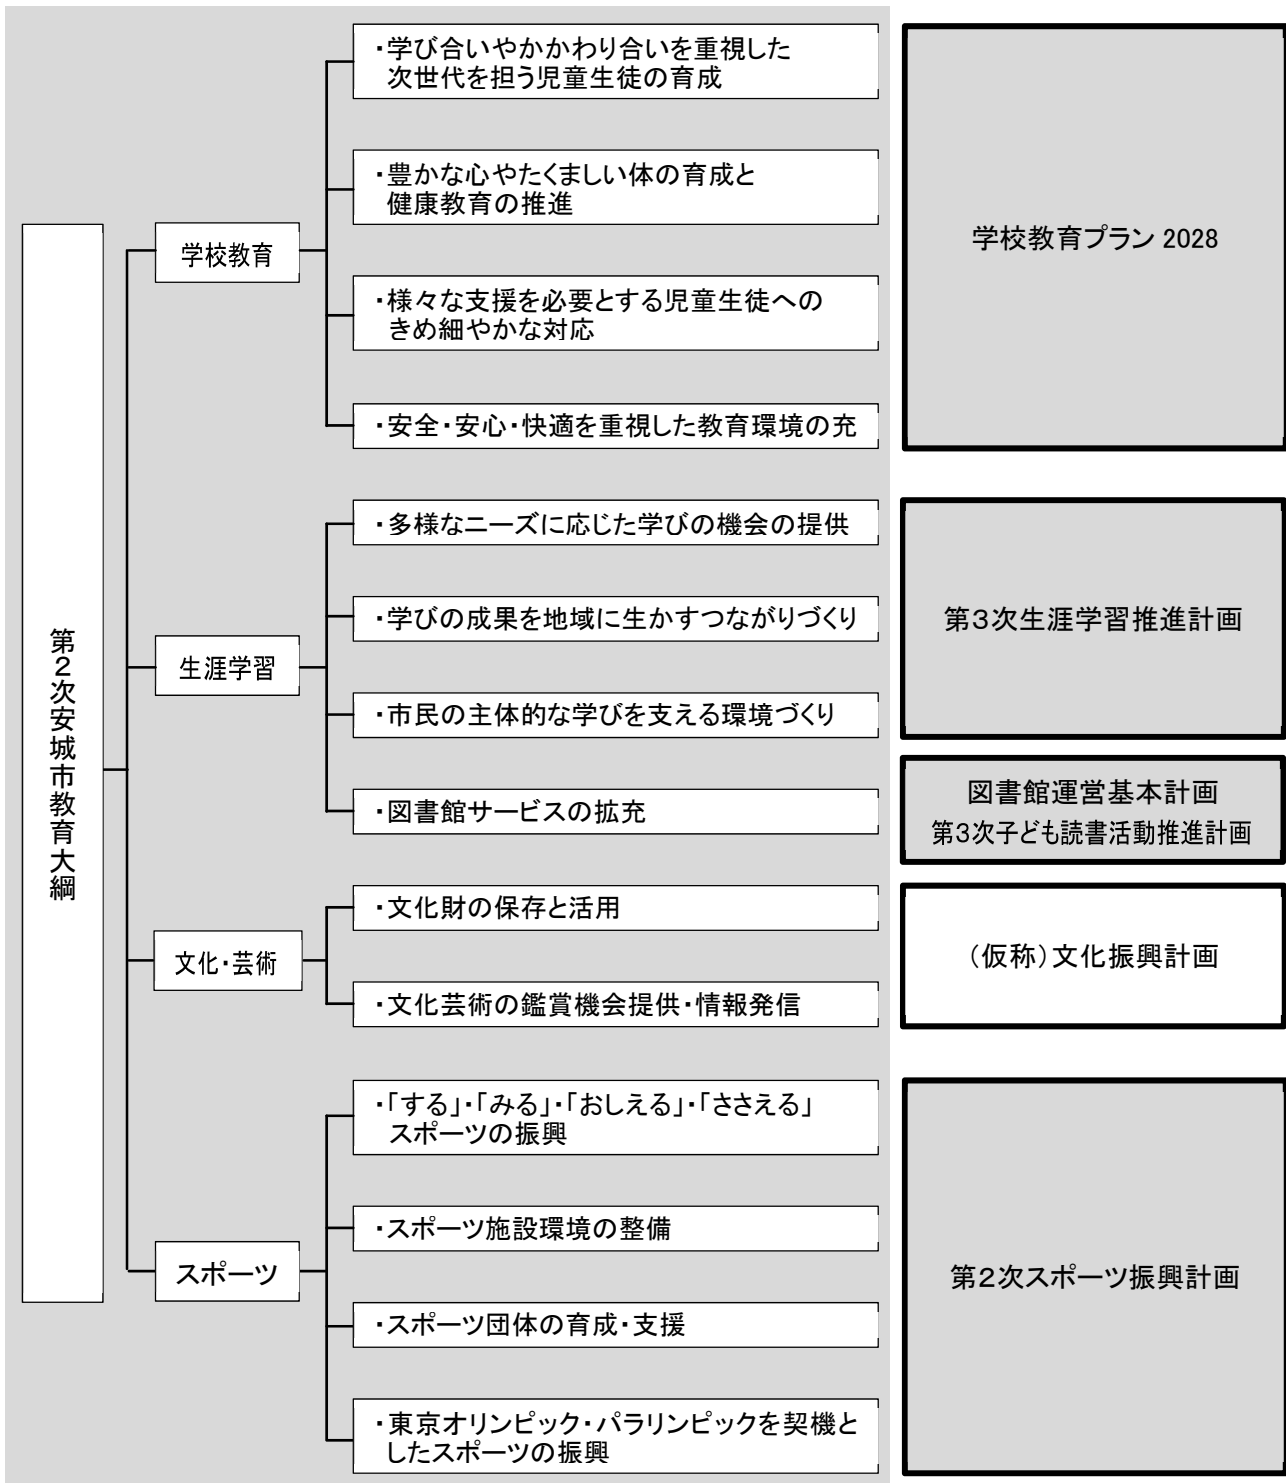 第2次安城市教育大綱
学校教育
・学び合いやかかわり合いを重視した
次世代を担う児童生徒の育成
・豊かな心やたくましい体の育成と
健康教育の推進
・様々な支援を必要とする児童生徒への
きめ細やかな対応
・安全・安心・快適を重視した教育環境の充
学校教育プラン 2028
生涯学習
・多様なニーズに応じた学びの機会の提供
・学びの成果を地域に生かすつながりづくり
・市民の主体的な学びを支える環境づくり
・図書館サービスの拡充
第3次生涯学習推進計画
図書館運営基本計画
第3次子ども読書活動推進計画
文化・芸術
・文化財の保存と活用
・文化芸術の鑑賞機会提供・情報発信
（仮称）文化振興計画
スポーツ
・「する」・「みる」・「おしえる」・「ささえる」
スポーツの振興
・スポーツ施設環境の整備
・スポーツ団体の育成・支援
・東京オリンピック・パラリンピックを契機と
したスポーツの振興
第2次スポーツ振興計画